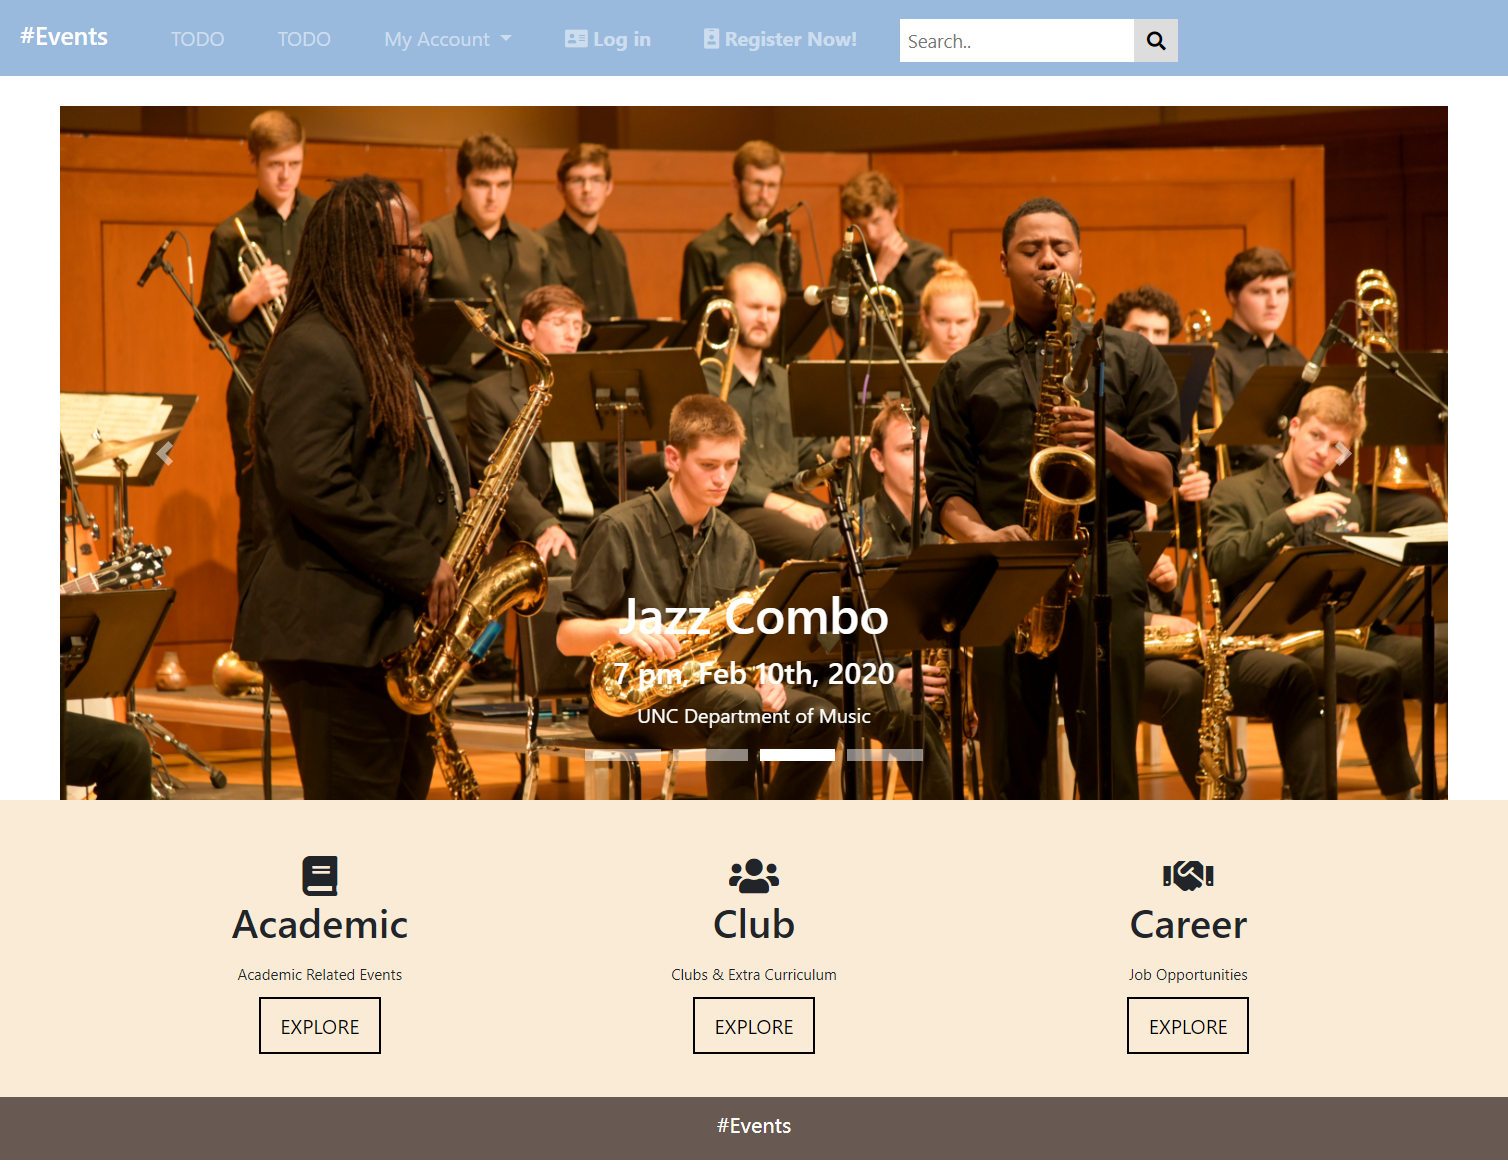 #Events
TODO
TODO
My Account
Log in
Register Now!
Search..
Jazz Combo
7 pm, Feb 10th, 2020
UNC Department of Music
Academic
Club
Career
Academic Related Events
Clubs & Extra Curriculum
Job Opportunities
EXPLORE
EXPLORE
EXPLORE
#Events